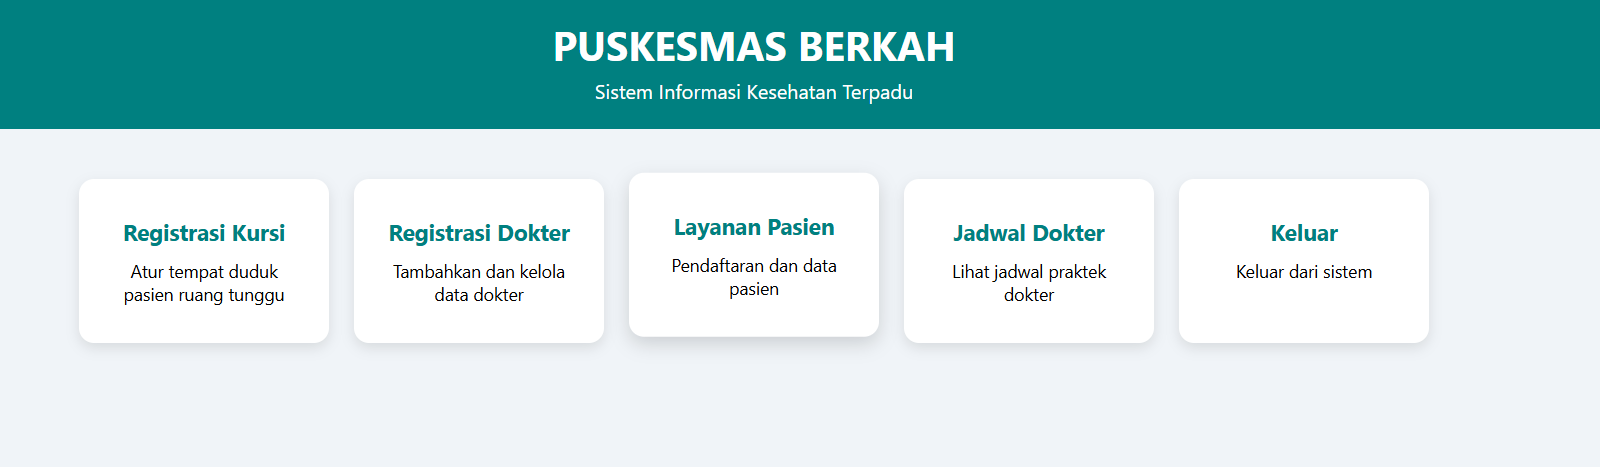 PUSKESMAS BERKAH
Sistem Informasi Kesehatan Terpadu
Registrasi Kursi
Atur tempat duduk
pasien ruang tunggu
Registrasi Dokter
Tambahkan dan kelola
data dokter
Layanan Pasien
Pendaftaran dan data
pasien
Jadwal Dokter
Lihat jadwal praktek
dokter
Keluar
Keluar dari sistem